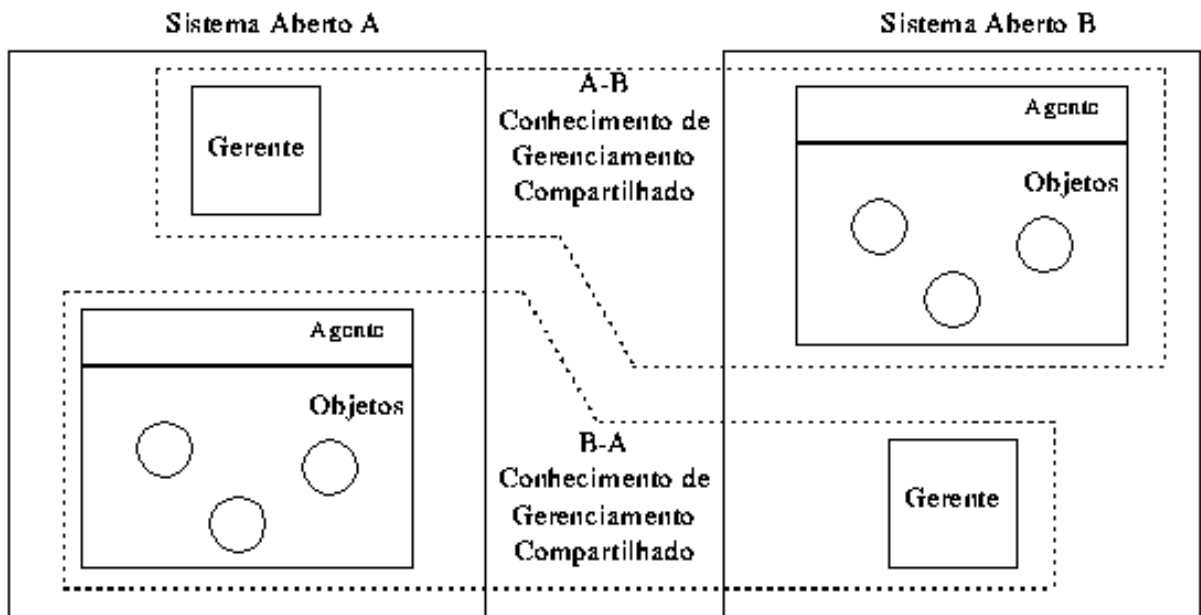 Sistema Aberto A
Sistema Aberto B
Gerente
A-B
Conhecimento de
Gerenciamento
Compartilhado
Agente
Objetos
Agente
Objetos
B-A
Conhecimento de
Gerenciamento
Compartilhado
Gerente